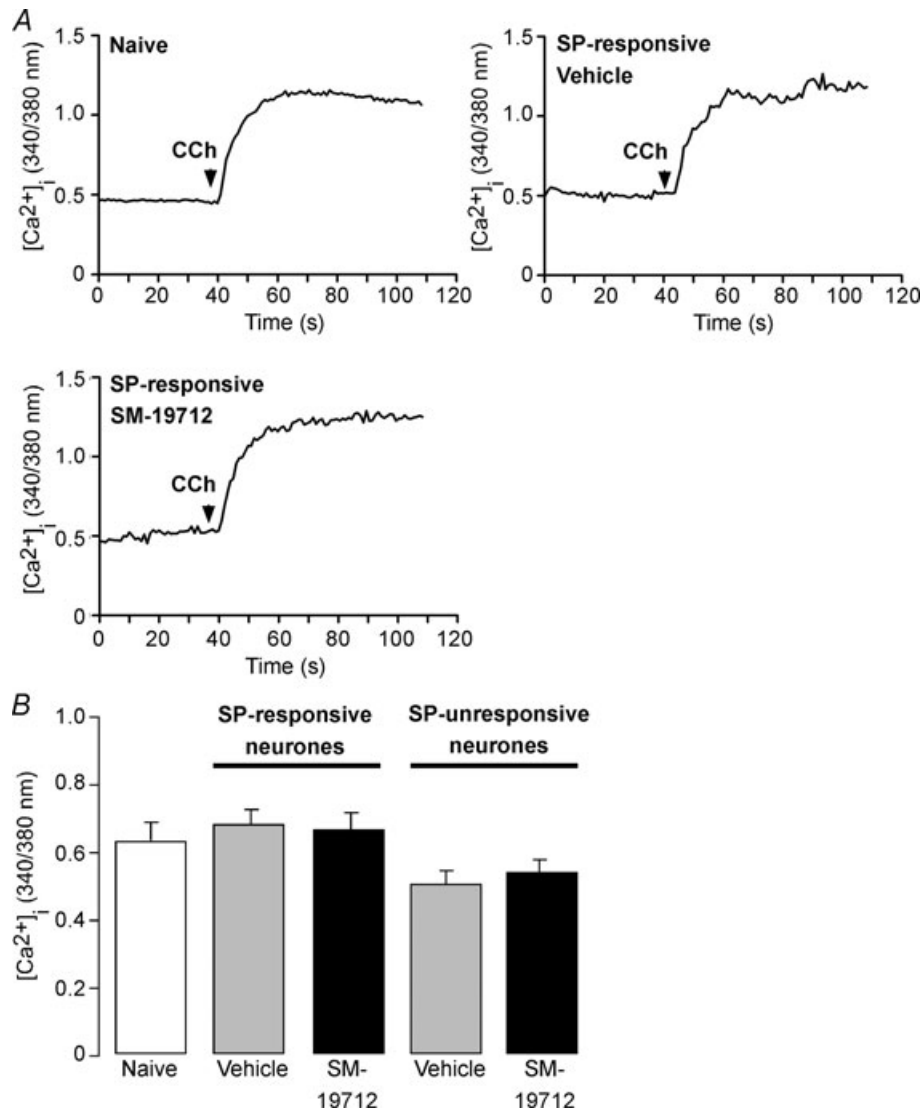 A
Naive
CCh
[Ca2+]i (340/380 nm)
1.5
1.0
0.5
0
0 20 40 60 80 100 120
Time (s)
SP-responsive
Vehicle
CCh
[Ca2+]i (340/380 nm)
1.5
1.0
0.5
0
0 20 40 60 80 100 120
Time (s)
SP-responsive
SM-19712
CCh
[Ca2+]i (340/380 nm)
1.5
1.0
0.5
0
0 20 40 60 80 100 120
Time (s)
B
SP-responsive
neurones
SP-unresponsive
neurones
[Ca2+]i (340/380 nm)
1.0
0.8
0.6
0.4
0.2
0
Naive
Vehicle
SM-
19712
Vehicle
SM-
19712